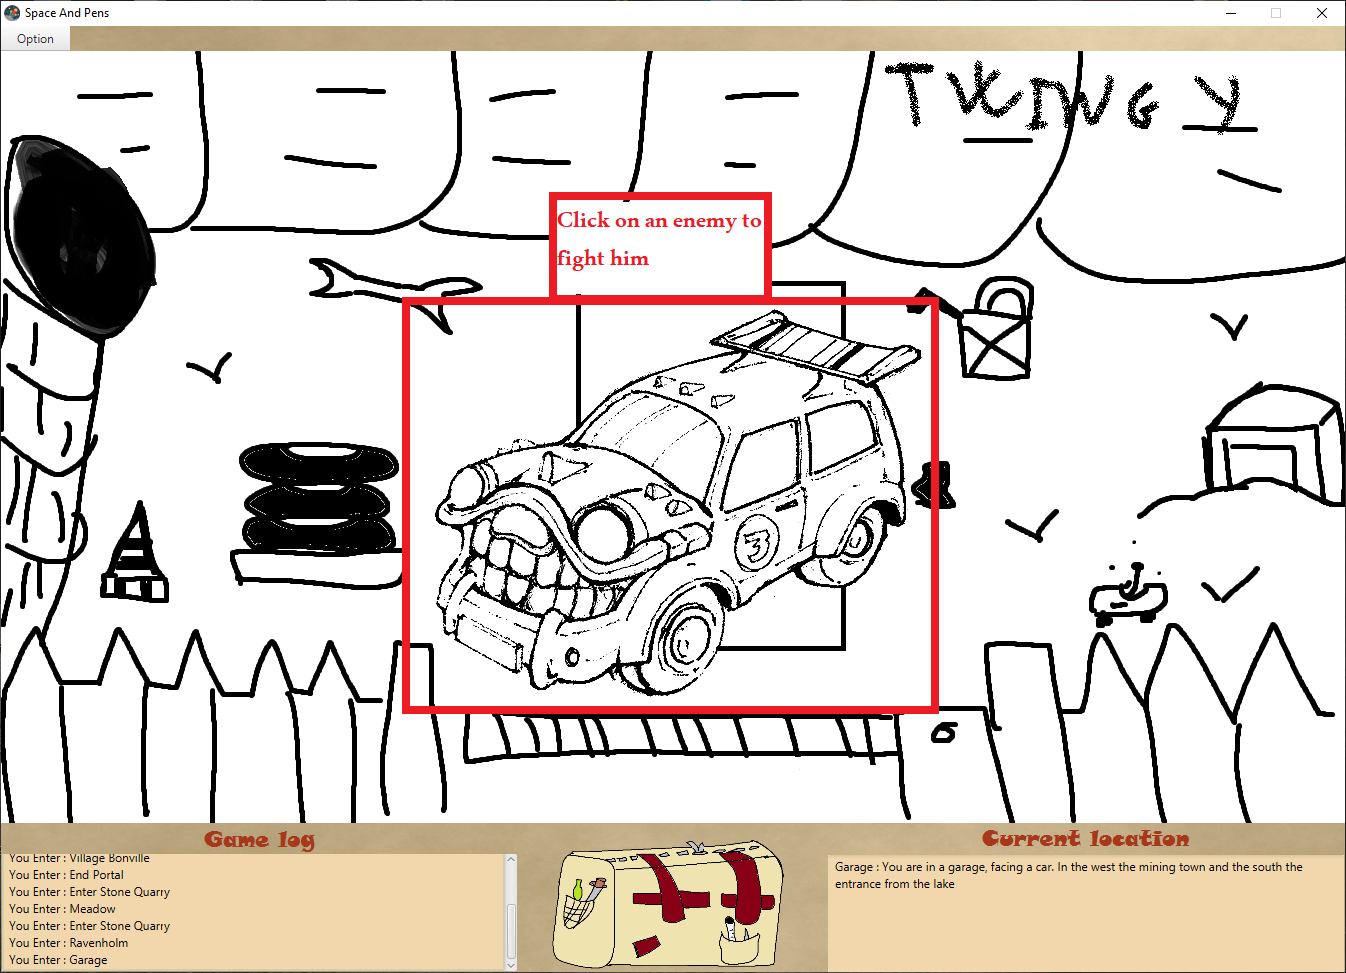 Space And Pens
Option
Click on an enemy to
fight him
3
6
Game log
Current location
You Enter : Village Bonville
You Enter : End Portal
You Enter : Enter Stone Quarry
You Enter : Meadow
You Enter : Enter Stone Quarry
You Enter : Ravenholm
You Enter : Garage
Garage : You are in a garage, facing a car. In the west the mining town and the south the
entrance from the lake